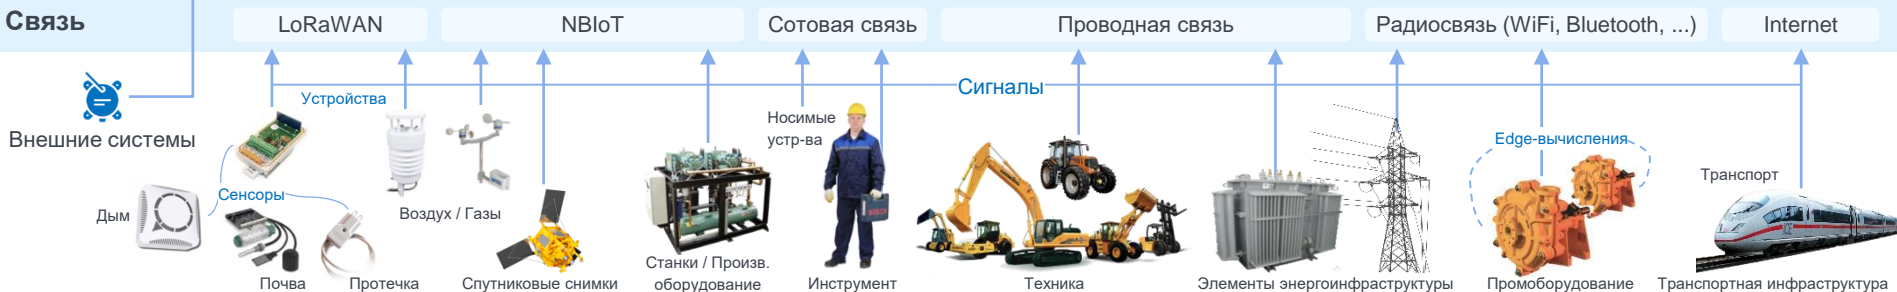 Связь
LoRaWAN
NBIoT
Сотовая связь
Проводная связь
Радиосвязь (WiFi, Bluetooth, ...)
Internet
Сигналы
Устройства
Внешние системы
Носимые
устр-ва
Edge-вычисления
Транспорт
Сенсоры
Дым
Воздух / Газы
Почва
Протечка
Спутниковые снимки
Станки / Произв.
оборудование
BOSCH
Инструмент
Техника
Элементы энергоинфраструктуры
Промоборудование
ICE
Транспортная инфраструктура